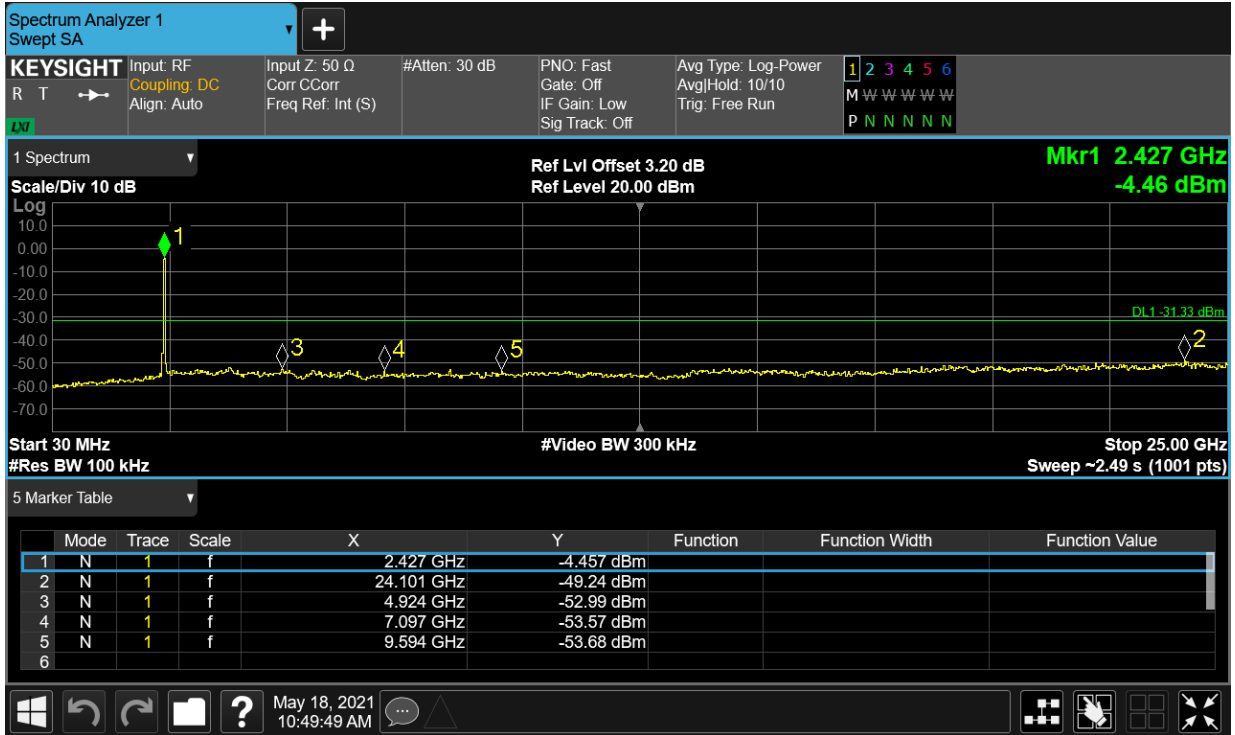 Spectrum Analyzer 1
Swept SA
+
KEYSIGHT
R T
LXI
Input: RF
Coupling: DC
Align: Auto
Input Z: 50 Ω
Corr CCorr
Freq Ref: Int (S)
#Atten: 30 dB
PNO: Fast
Gate: Off
IF Gain: Low
Sig Track: Off
Avg Type: Log-Power
Avg|Hold: 10/10
Trig: Free Run
1 2 3 4 5 6
M W W W W W
P N N N N N
1 Spectrum
Scale/Div 10 dB
Ref Lvl Offset 3.20 dB
Ref Level 20.00 dBm
Mkr1 2.427 GHz
-4.46 dBm
Log
10.0
0.00
-10.0
-20.0
-30.0
-40.0
-50.0
-60.0
-70.0
1
3
4
5
2
DL1 -31.33 dBm
Start 30 MHz
#Video BW 300 kHz
Stop 25.00 GHz
#Res BW 100 kHz
Sweep ~2.49 s (1001 pts)
5 Marker Table
Mode Trace Scale X Y Function Function Width Function Value
1 N 1 f 2.427 GHz -4.457 dBm
2 N 1 f 24.101 GHz -49.24 dBm
3 N 1 f 4.924 GHz -52.99 dBm
4 N 1 f 7.097 GHz -53.57 dBm
5 N 1 f 9.594 GHz -53.68 dBm
6
?
May 18, 2021
10:49:49 AM